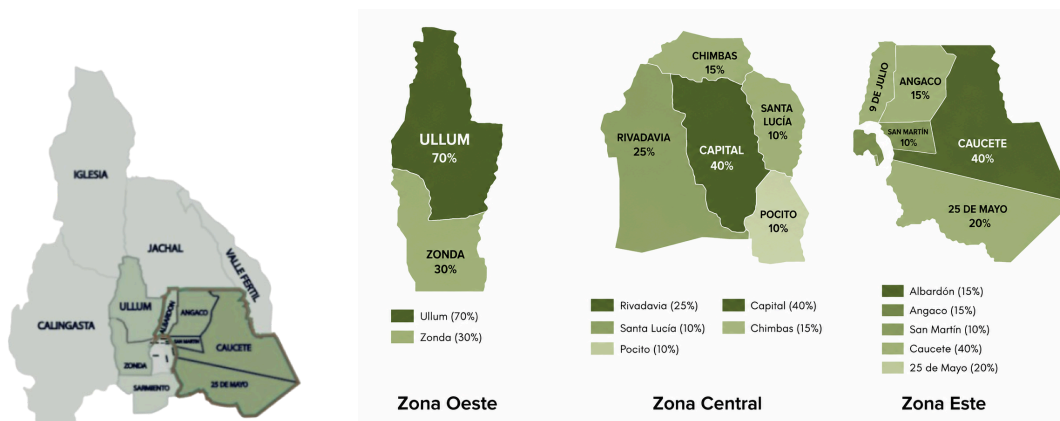 IGLESIA
JACHAL
VALLE FERTIL
CALINGASTA
ULLUM
ALBARDON
ANGACO
SAN MARTIN
CAUCETE
ZONDA
25 DE MAYO
SARMIENTO
ULLUM
70%
ZONDA
30%
Ullum (70%)
Zonda (30%)
Zona Oeste
CHIMBAS
15%
RIVADAVIA
25%
CAPITAL
40%
SANTA
LUCÍA
10%
POCITO
10%
Rivadavia (25%)
Capital (40%)
Santa Lucía (10%)
Chimbas (15%)
Pocito (10%)
Zona Central
9 DE JULIO
ANGACO
15%
SAN MARTÍN
10%
CAUCETE
40%
25 DE MAYO
20%
Albardón (15%)
Angaco (15%)
San Martín (10%)
Caucete (40%)
25 de Mayo (20%)
Zona Este